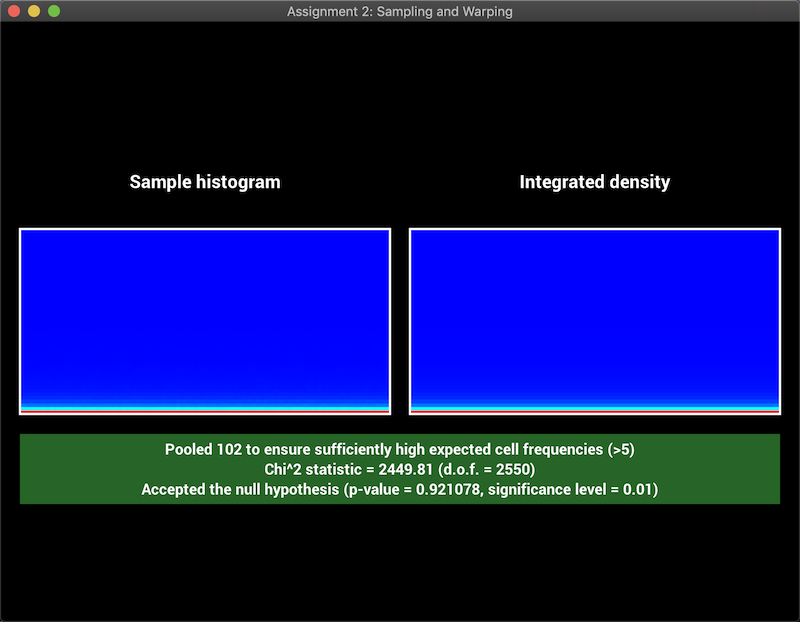 Assignment 2: Sampling and Warping
Sample histogram
Integrated density
Pooled 102 to ensure sufficiently high expected cell frequencies (>5)
Chi^2 statistic = 2449.81 (d.o.f. = 2550)
Accepted the null hypothesis (p-value = 0.921078, significance level = 0.01)